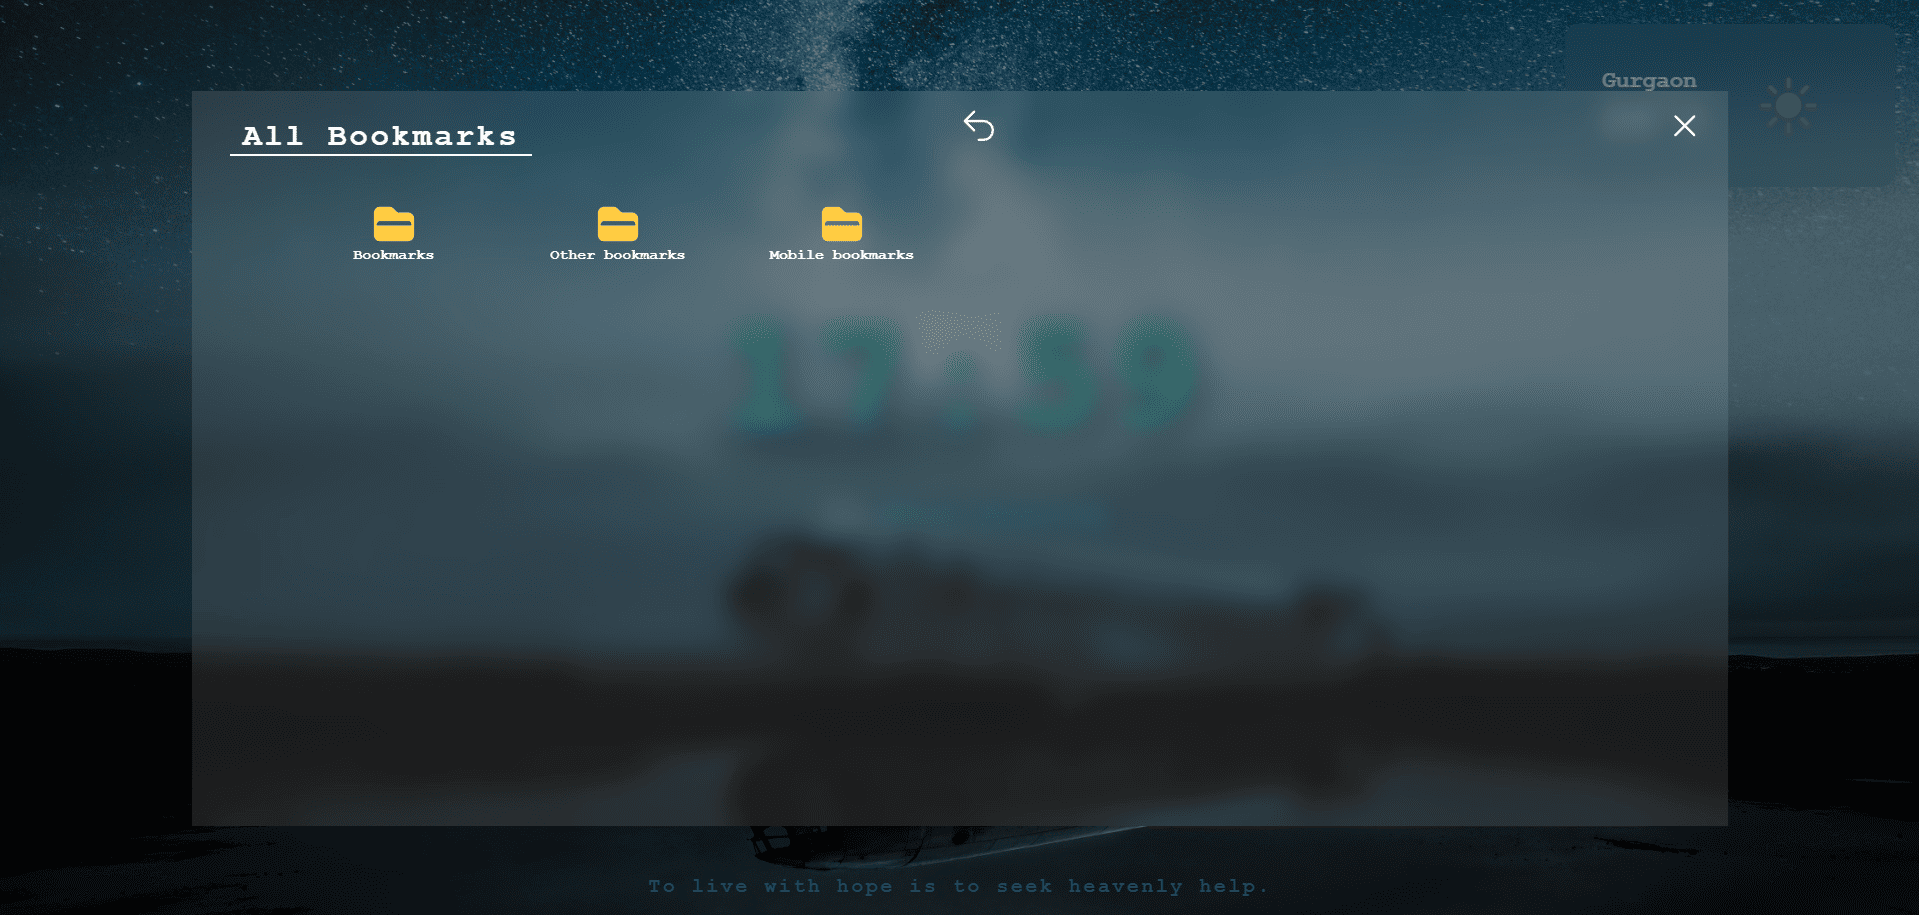 Gurgaon
All Bookmarks
Bookmarks
Other bookmarks
Mobile bookmarks
17:59
To live with hope is to seek heavenly help.